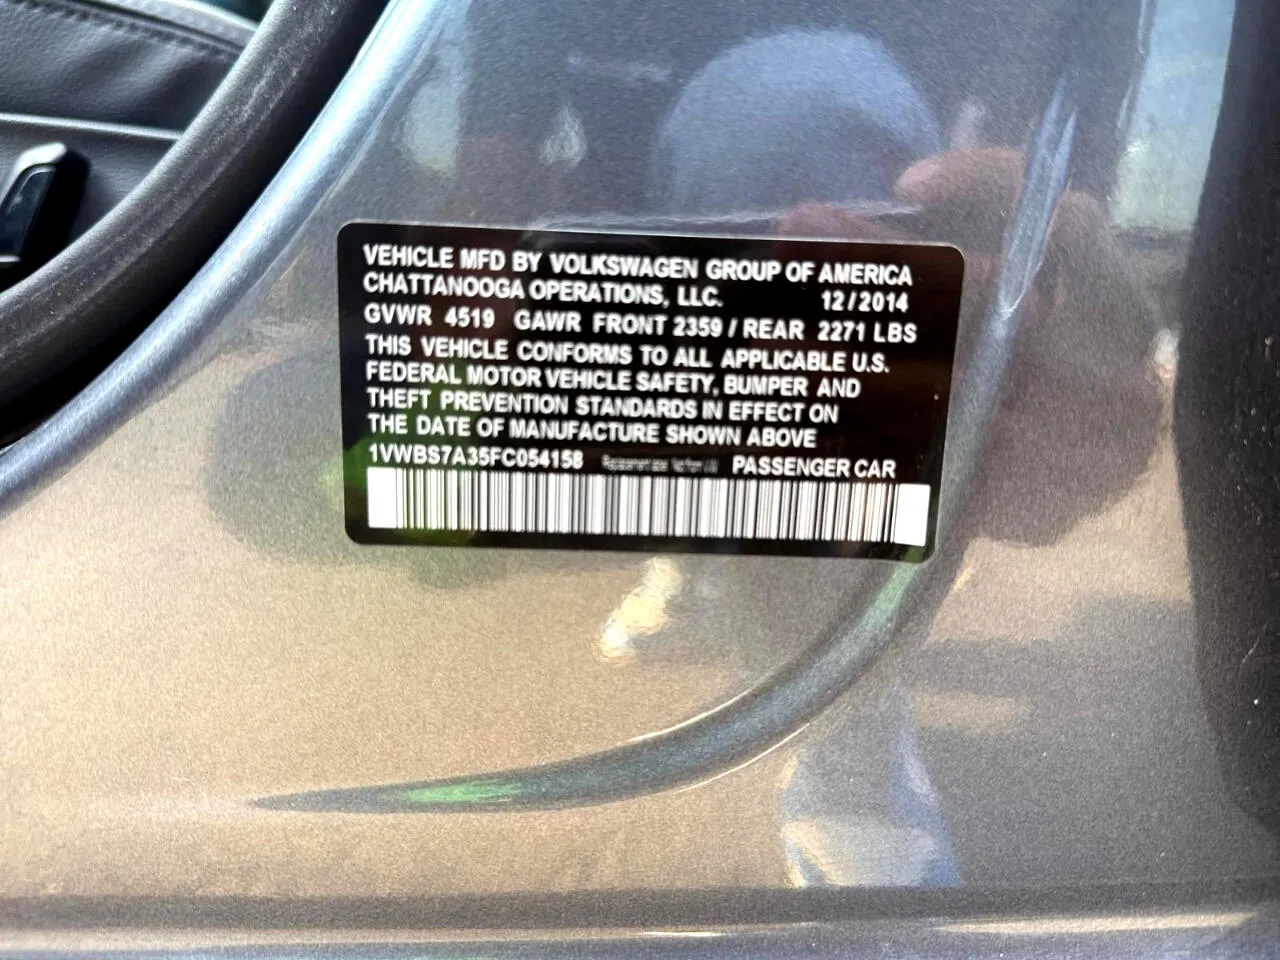 VEHICLE MFD BY VOLKSWAGEN GROUP OF AMERICA
CHATTANOOGA OPERATIONS, LLC. 12/2014
GVWR 4519 GAWR FRONT 2359 / REAR 2271 LBS
THIS VEHICLE CONFORMS TO ALL APPLICABLE U.S.
FEDERAL MOTOR VEHICLE SAFETY, BUMPER AND
THEFT PREVENTION STANDARDS IN EFFECT ON
THE DATE OF MANUFACTURE SHOWN ABOVE
1VWBS7A35FC054158 PASSENGER CAR